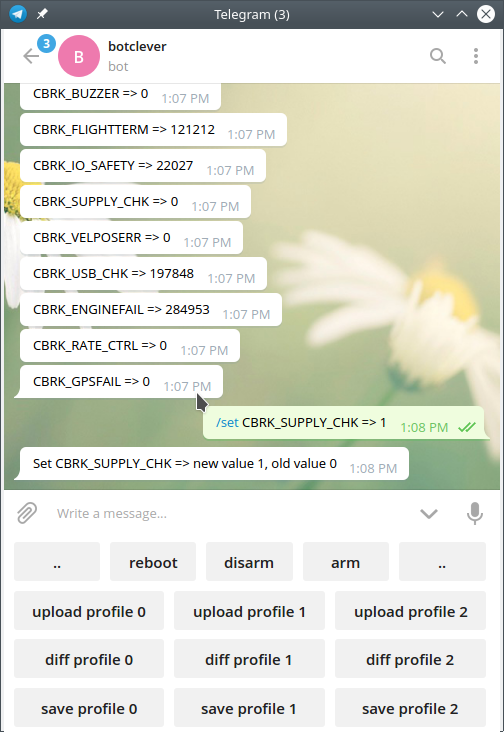 Telegram (3)
3
B
botclever
bot
CBRK_BUZZER => 0 1:07 PM
CBRK_FLIGHTTERM => 121212 1:07 PM
CBRK_IO_SAFETY => 22027 1:07 PM
CBRK_SUPPLY_CHK => 0 1:07 PM
CBRK_VELPOSERR => 0 1:07 PM
CBRK_USB_CHK => 197848 1:07 PM
CBRK_ENGINEFAIL => 284953 1:07 PM
CBRK_RATE_CTRL => 0 1:07 PM
CBRK_GPSFAIL => 0 1:07 PM
/set CBRK_SUPPLY_CHK => 1 1:08 PM
Set CBRK_SUPPLY_CHK => new value 1, old value 0 1:08 PM
Write a message...
.. reboot disarm arm ..
upload profile 0 upload profile 1 upload profile 2
diff profile 0 diff profile 1 diff profile 2
save profile 0 save profile 1 save profile 2